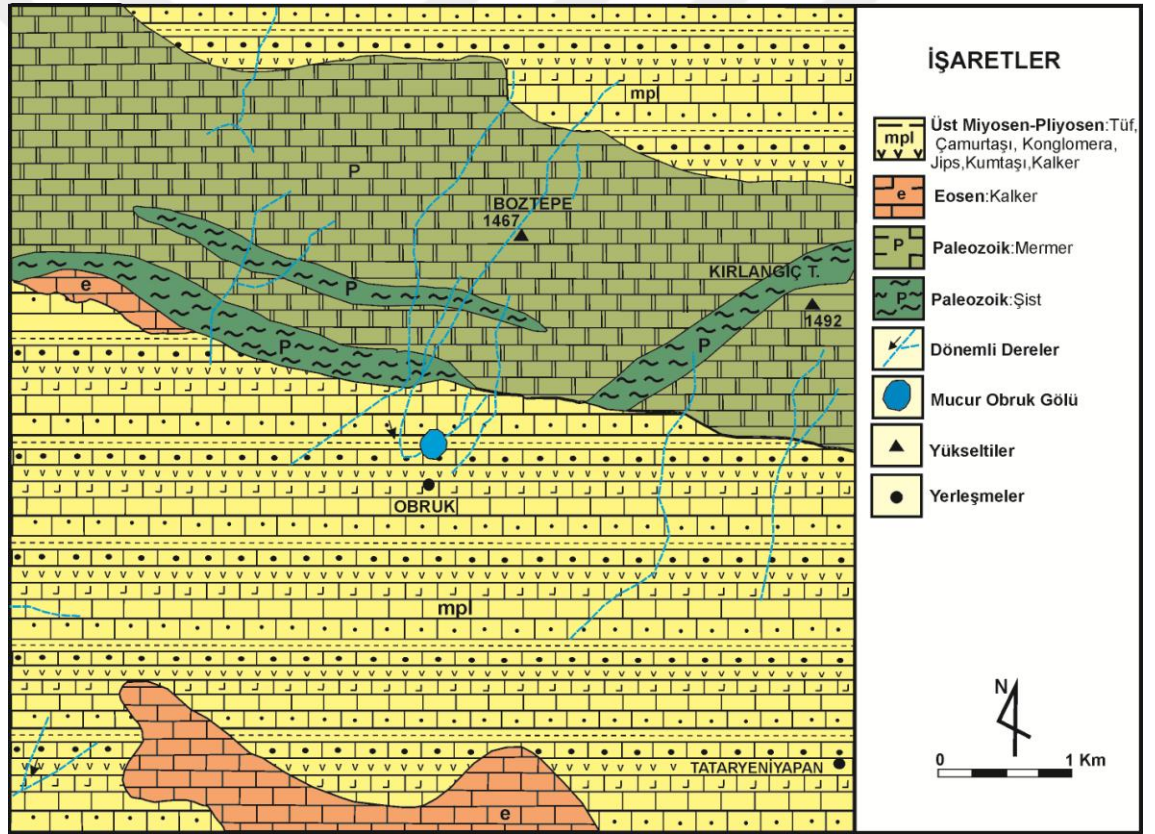 mpl
P
BOZTEPE
1467
KIRLANGIÇ T.
1492
e
P
P
P
OBRUK
mpl
TATARYENİYAPAN
e
İŞARETLER
mpl
Üst Miyosen-Pliyosen:Tüf,
Çamurtaşı, Konglomera,
Jips,Kumtaşı,Kalker
e
Eosen:Kalker
P
Paleozoik:Mermer
P
Paleozoik:Şist
Dönemli Dereler
Mucur Obruk Gölü
Yükseltiler
Yerleşmeler
N
0 1 Km